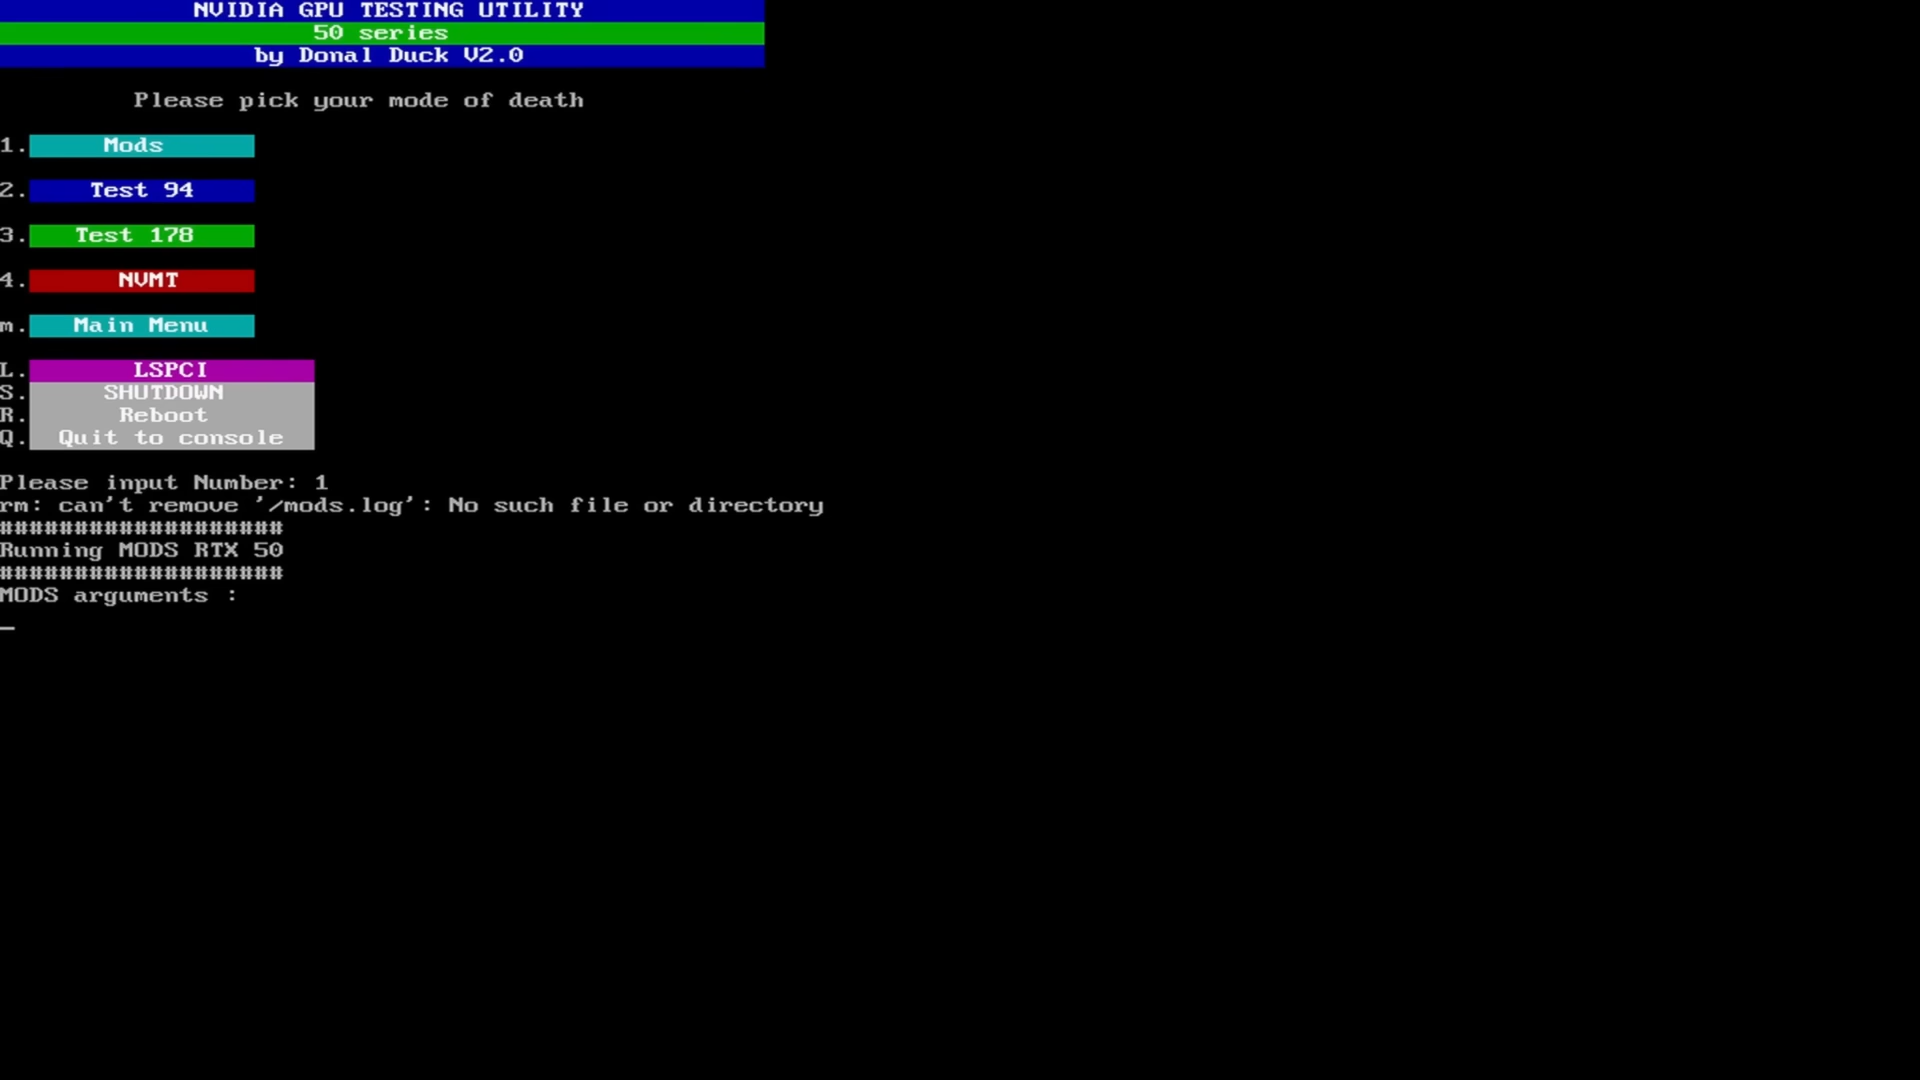 NVIDIA GPU TESTING UTILITY
50 series
by Donal Duck V2.0
Please pick your mode of death
1. Mods
2. Test 94
3. Test 178
4. NVMT
m. Main Menu
L. LSPCI
S. SHUTDOWN
R. Reboot
Q. Quit to console
Please input Number: 1
rm: can't remove '/mods.log': No such file or directory
###################
Running MODS RTX 50
###################
MODS arguments :
_